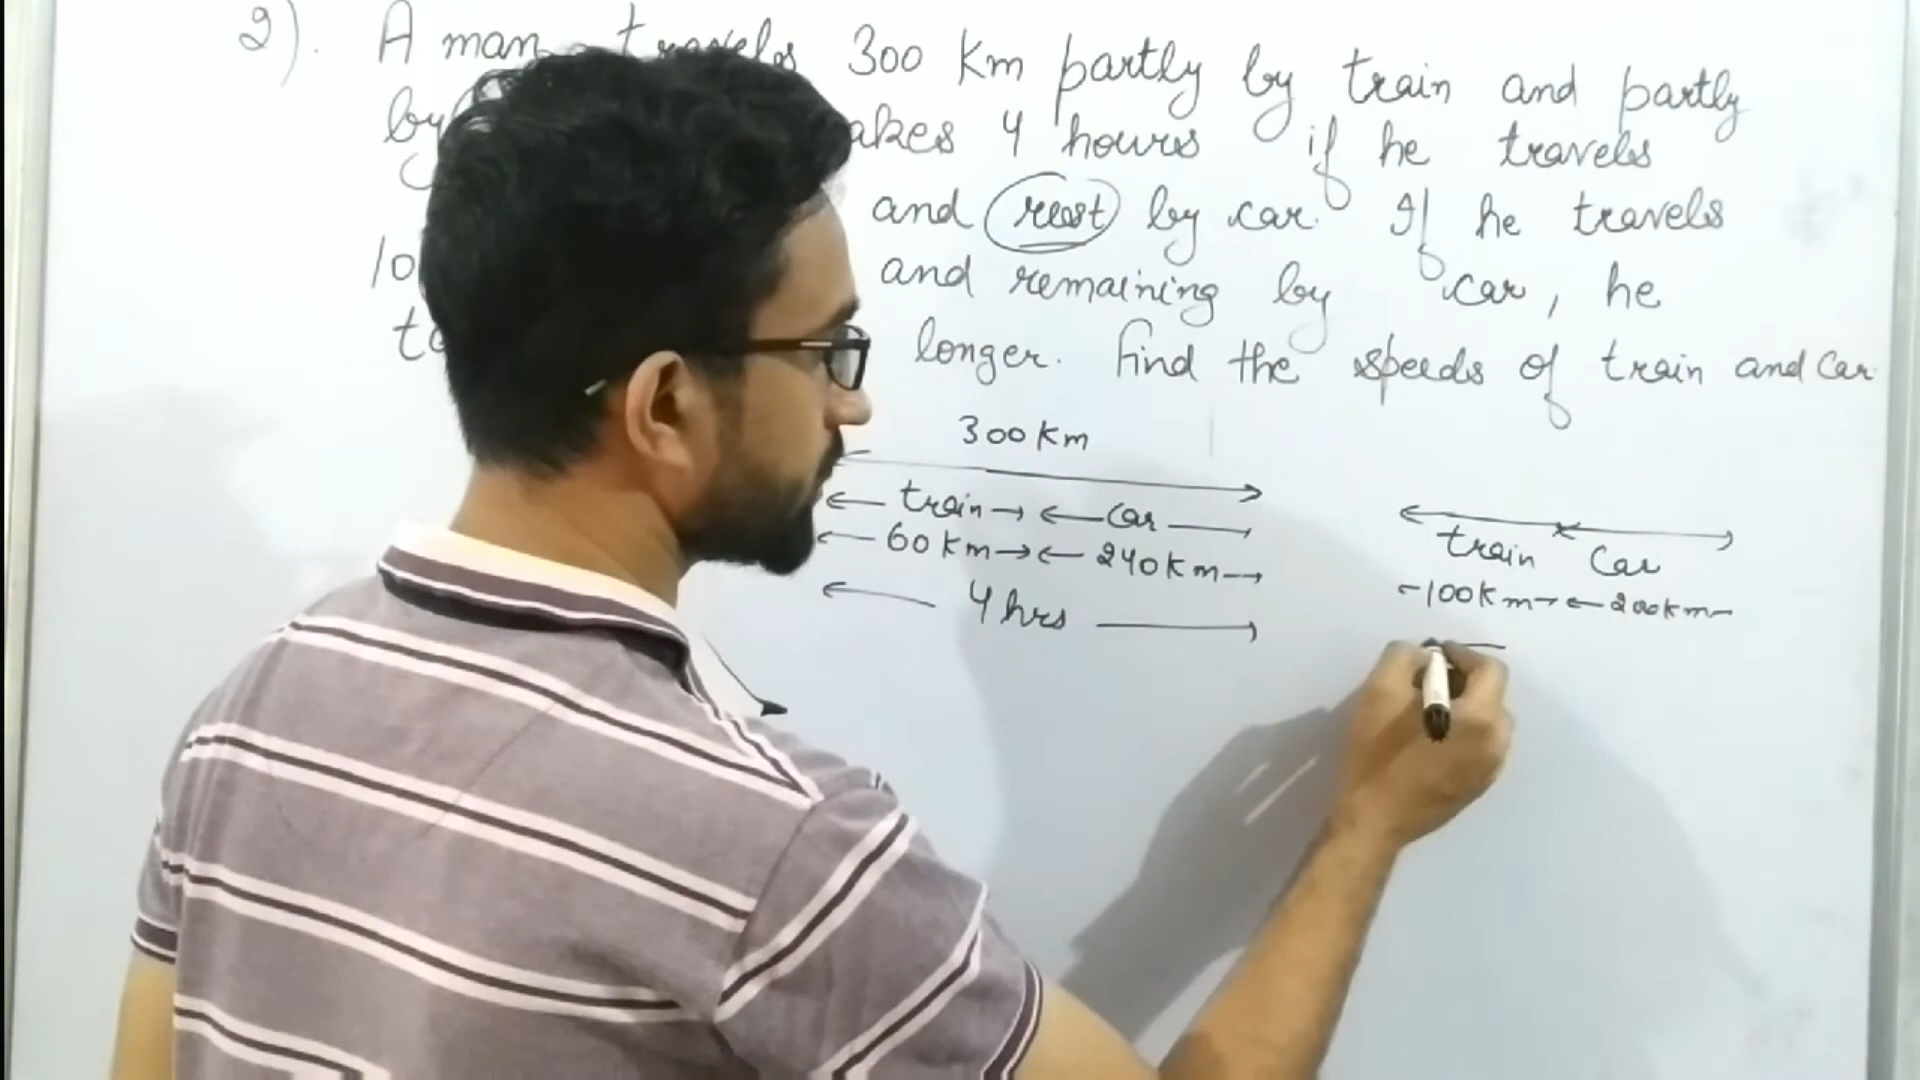 2). A man travels 300 km partly by train and partly
by akes 4 hours if he travels
and rest by car. If he travels
10 and remaining by car, he
longer. find the speeds of train and car
300 km
train car
60 km 240 km
4 hrs
train car
100 km 200 km